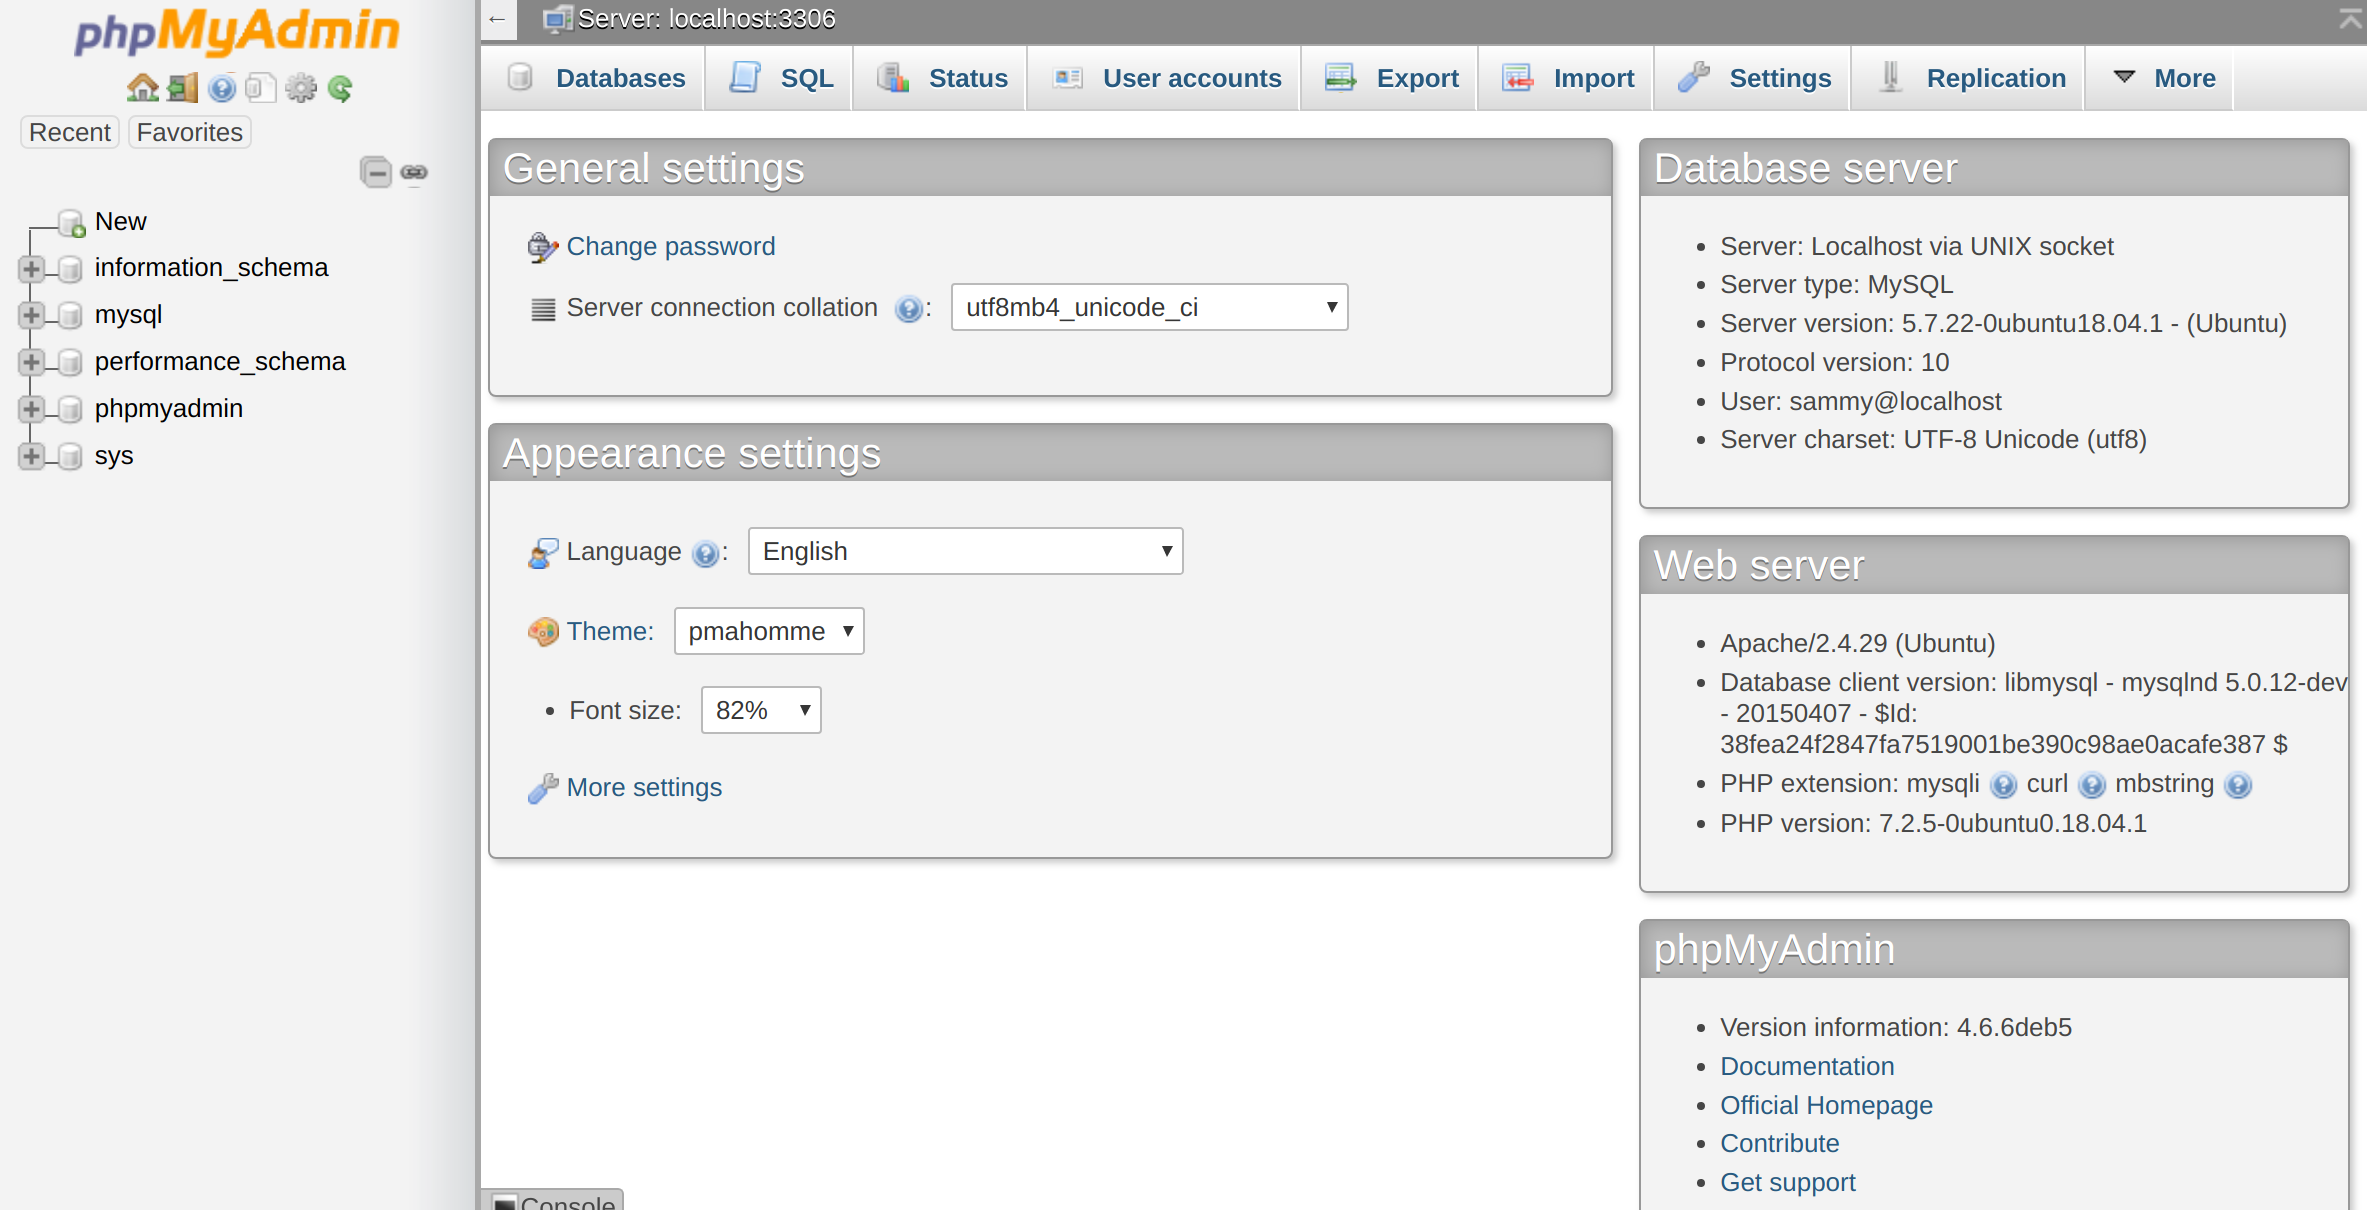 phpMyAdmin
Recent Favorites
New
information_schema
mysql
performance_schema
phpmyadmin
sys
← Server: localhost:3306
Databases SQL Status User accounts Export Import Settings Replication More
General settings
Change password
Server connection collation : utf8mb4_unicode_ci
Appearance settings
Language : English
Theme: pmahomme
• Font size: 82%
More settings
Database server
• Server: Localhost via UNIX socket
• Server type: MySQL
• Server version: 5.7.22-0ubuntu18.04.1 - (Ubuntu)
• Protocol version: 10
• User: sammy@localhost
• Server charset: UTF-8 Unicode (utf8)
Web server
• Apache/2.4.29 (Ubuntu)
• Database client version: libmysql - mysqlnd 5.0.12-dev
- 20150407 - $Id:
38fea24f2847fa7519001be390c98ae0acafe387 $
• PHP extension: mysqli curl mbstring
• PHP version: 7.2.5-0ubuntu0.18.04.1
phpMyAdmin
• Version information: 4.6.6deb5
• Documentation
• Official Homepage
• Contribute
• Get support
Console